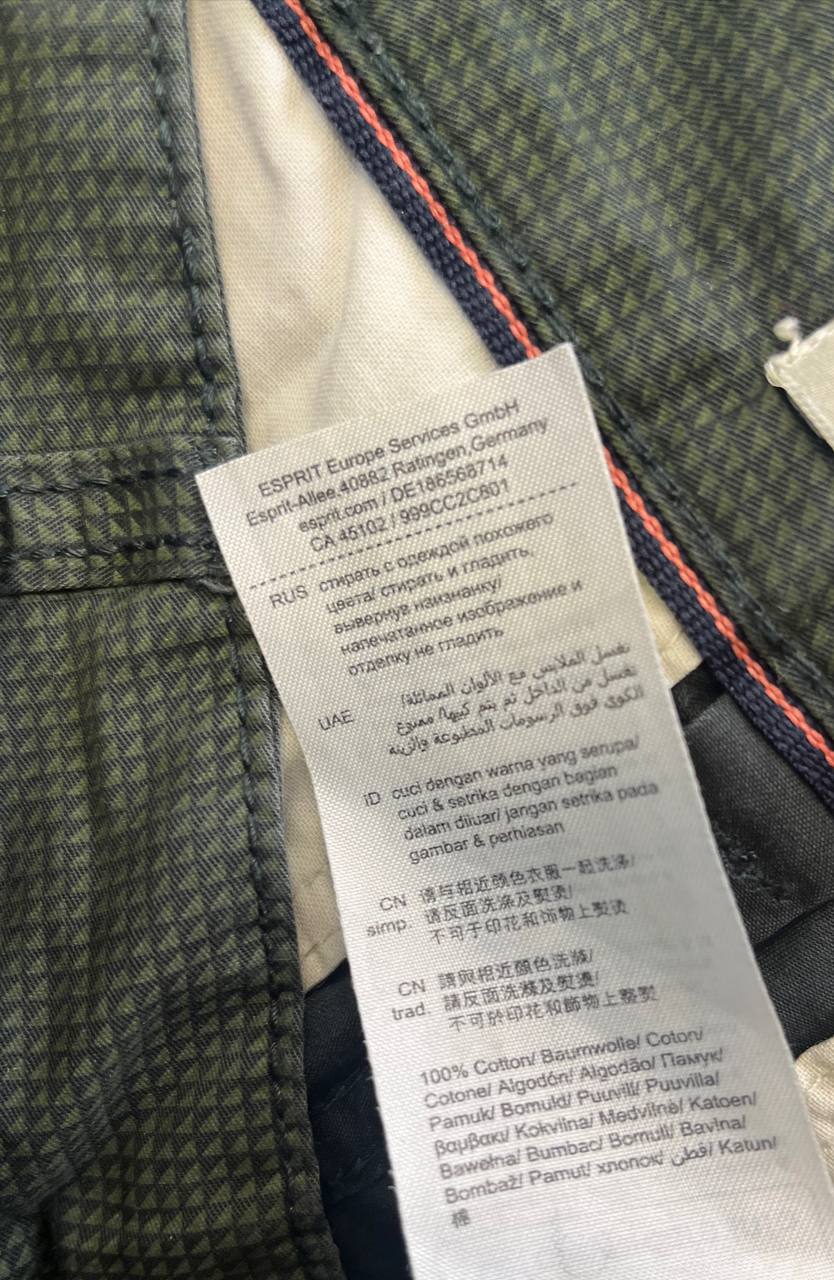 ESPRIT Europe Services GmbH
Esprit-Allee,40882 Ratingen,Germany
esprit.com / DE186568714
CA 45102 / 999CC2C801
RUS стирать с одеждой похожего
цвета/ стирать и гладить,
вывернув наизнанку/
напечатанное изображение и
отделку не гладить
UAE تغسل الملابس مع الألوان المماثلة/
تغسل من الداخل ثم يتم كيها/ ممنوع
الكوى فوق الرسومات المطبوعة والزينه
ID cuci dengan warna yang serupa/
cuci & setrika dengan bagian
dalam diluar/ jangan setrika pada
gambar & perhiasan
CN 请与相近颜色衣服一起洗涤/
simp. 请反面洗涤及熨烫/
不可于印花和饰物上熨烫
CN 請與相近顏色洗滌/
trad. 請反面洗滌及熨燙/
不可於印花和飾物上整熨
100% Cotton/ Baumwolle/ Coton/
Cotone/ Algodón/ Algodão/ Памук/
Pamuk/ Bomuld/ Puuvill/ Puuvilla/
βαμβακι/ Kokvilna/ Medvilnė/ Katoen/
Bawełna/ Bumbac/ Bomull/ Bavlna/
Bombaž/ Pamut/ хлопок/ قطن/ Katun/
棉